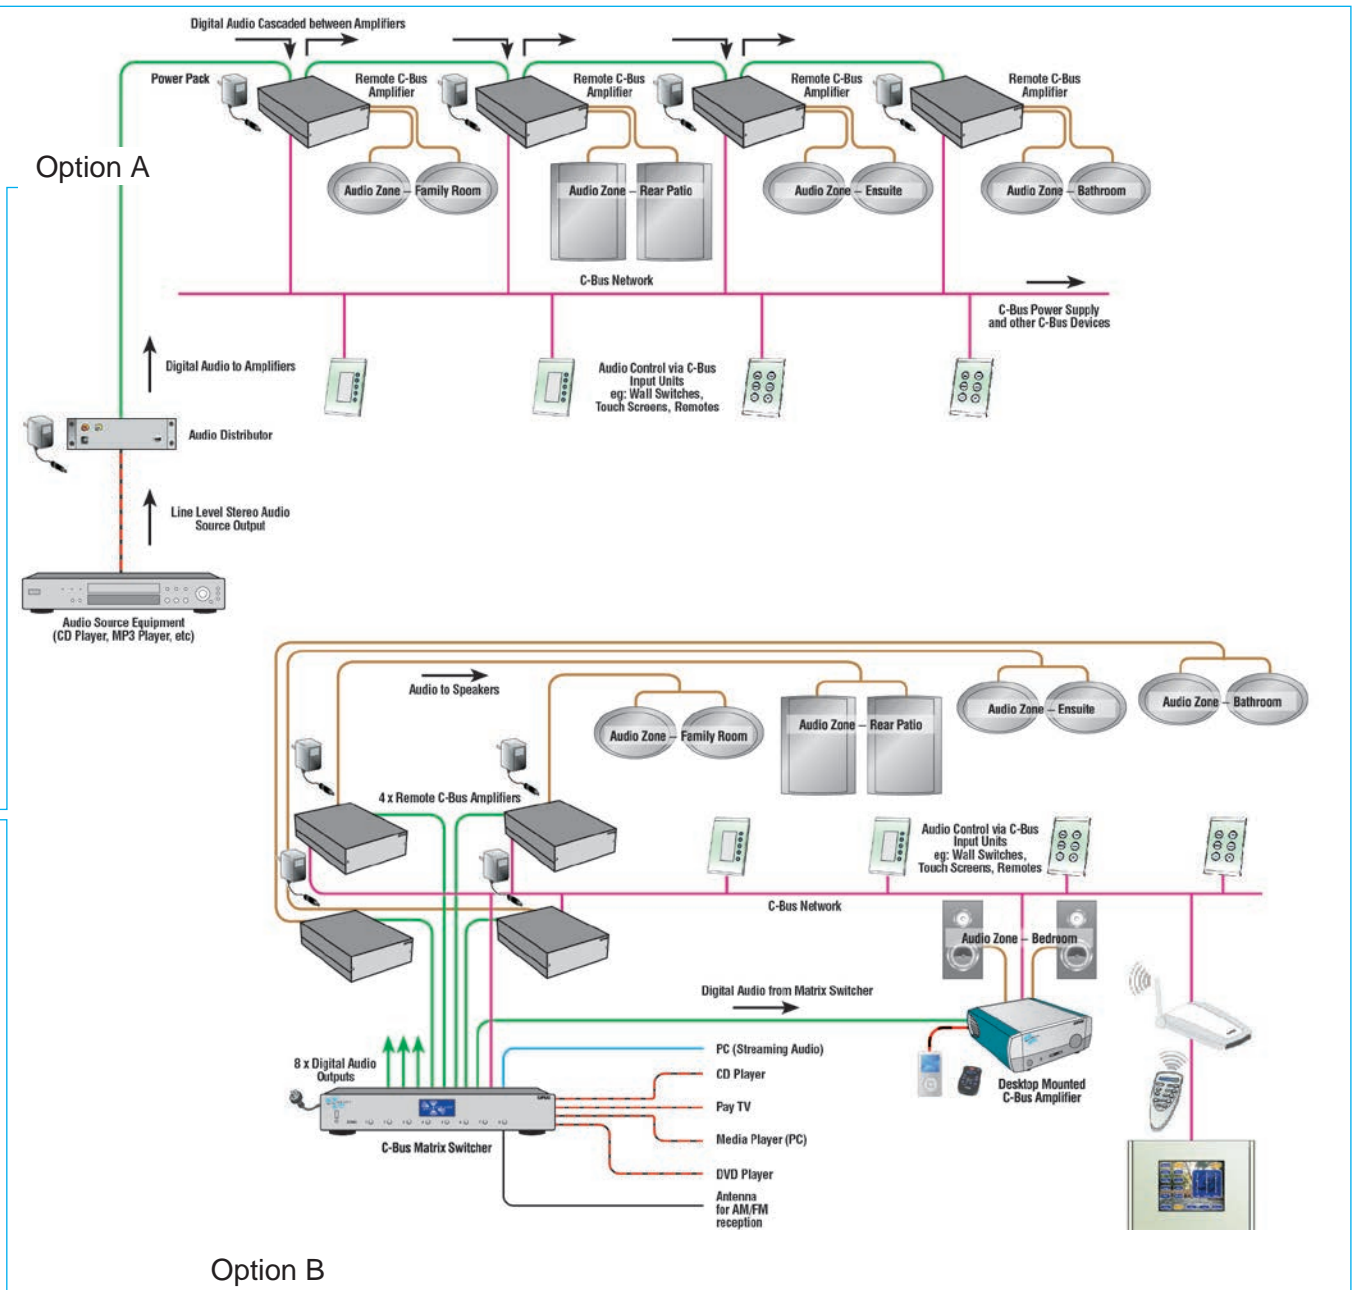 Digital Audio Cascaded between Amplifiers
Power Pack
Remote C-Bus
Amplifier
Remote C-Bus
Amplifier
Remote C-Bus
Amplifier
Remote C-Bus
Amplifier
Option A
Audio Zone – Family Room
Audio Zone – Rear Patio
Audio Zone – Ensuite
Audio Zone – Bathroom
C-Bus Network
C-Bus Power Supply
and other C-Bus Devices
Digital Audio to Amplifiers
Audio Control via C-Bus
Input Units
eg: Wall Switches,
Touch Screens, Remotes
Audio Distributor
Line Level Stereo Audio
Source Output
Audio Source Equipment
(CD Player, MP3 Player, etc)
Audio to Speakers
Audio Zone – Family Room
Audio Zone – Rear Patio
Audio Zone – Ensuite
Audio Zone – Bathroom
4 x Remote C-Bus Amplifiers
Audio Control via C-Bus
Input Units
eg: Wall Switches,
Touch Screens, Remotes
C-Bus Network
Audio Zone – Bedroom
Digital Audio from Matrix Switcher
8 x Digital Audio
Outputs
PC (Streaming Audio)
CD Player
Pay TV
Media Player (PC)
DVD Player
Antenna
for AM/FM
reception
C-Bus Matrix Switcher
Desktop Mounted
C-Bus Amplifier
Option B